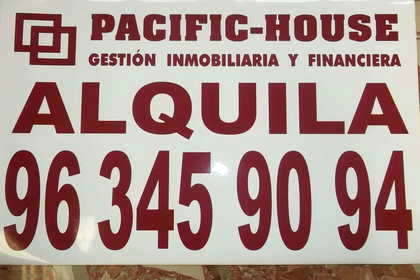 PACIFIC-HOUSE
GESTIÓN INMOBILIARIA Y FINANCIERA
ALQUILA
96 345 90 94